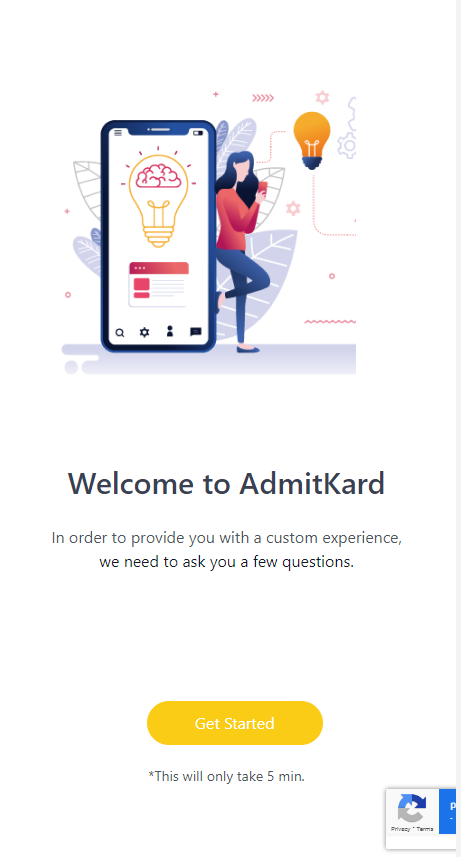 Welcome to AdmitKard
In order to provide you with a custom experience,
we need to ask you a few questions.
Get Started
*This will only take 5 min.
Privacy - Terms